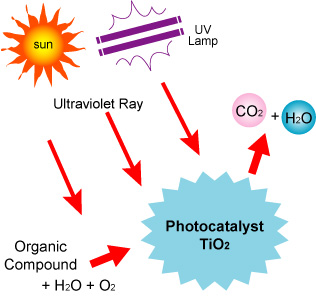 sun
UV
Lamp
Ultraviolet Ray
CO2 + H2O
Photocatalyst
TiO2
Organic
Compound
+ H2O + O2